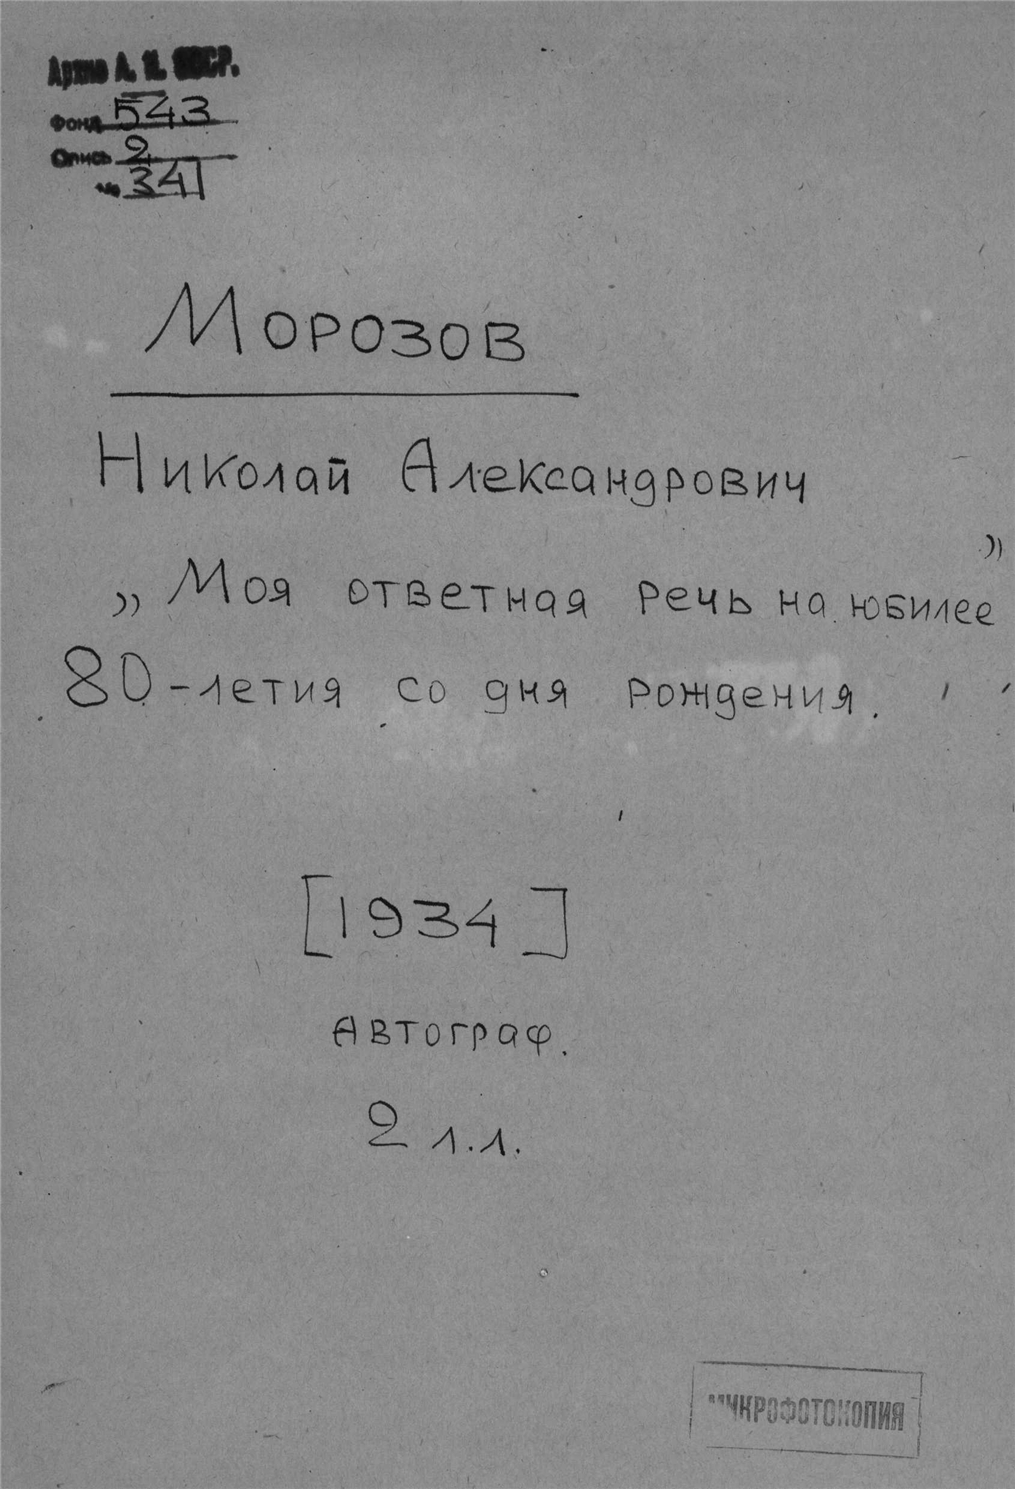 Архив А. Н. СССР.
Фонд 543
Опись 2
№ 341
МОРОЗОВ
Николай Александрович
„Моя ответная речь на юбилее”
80-летия со дня рождения.
[1934]
Автограф.
2 л.л.
МИКРОФОТОКОПИЯ